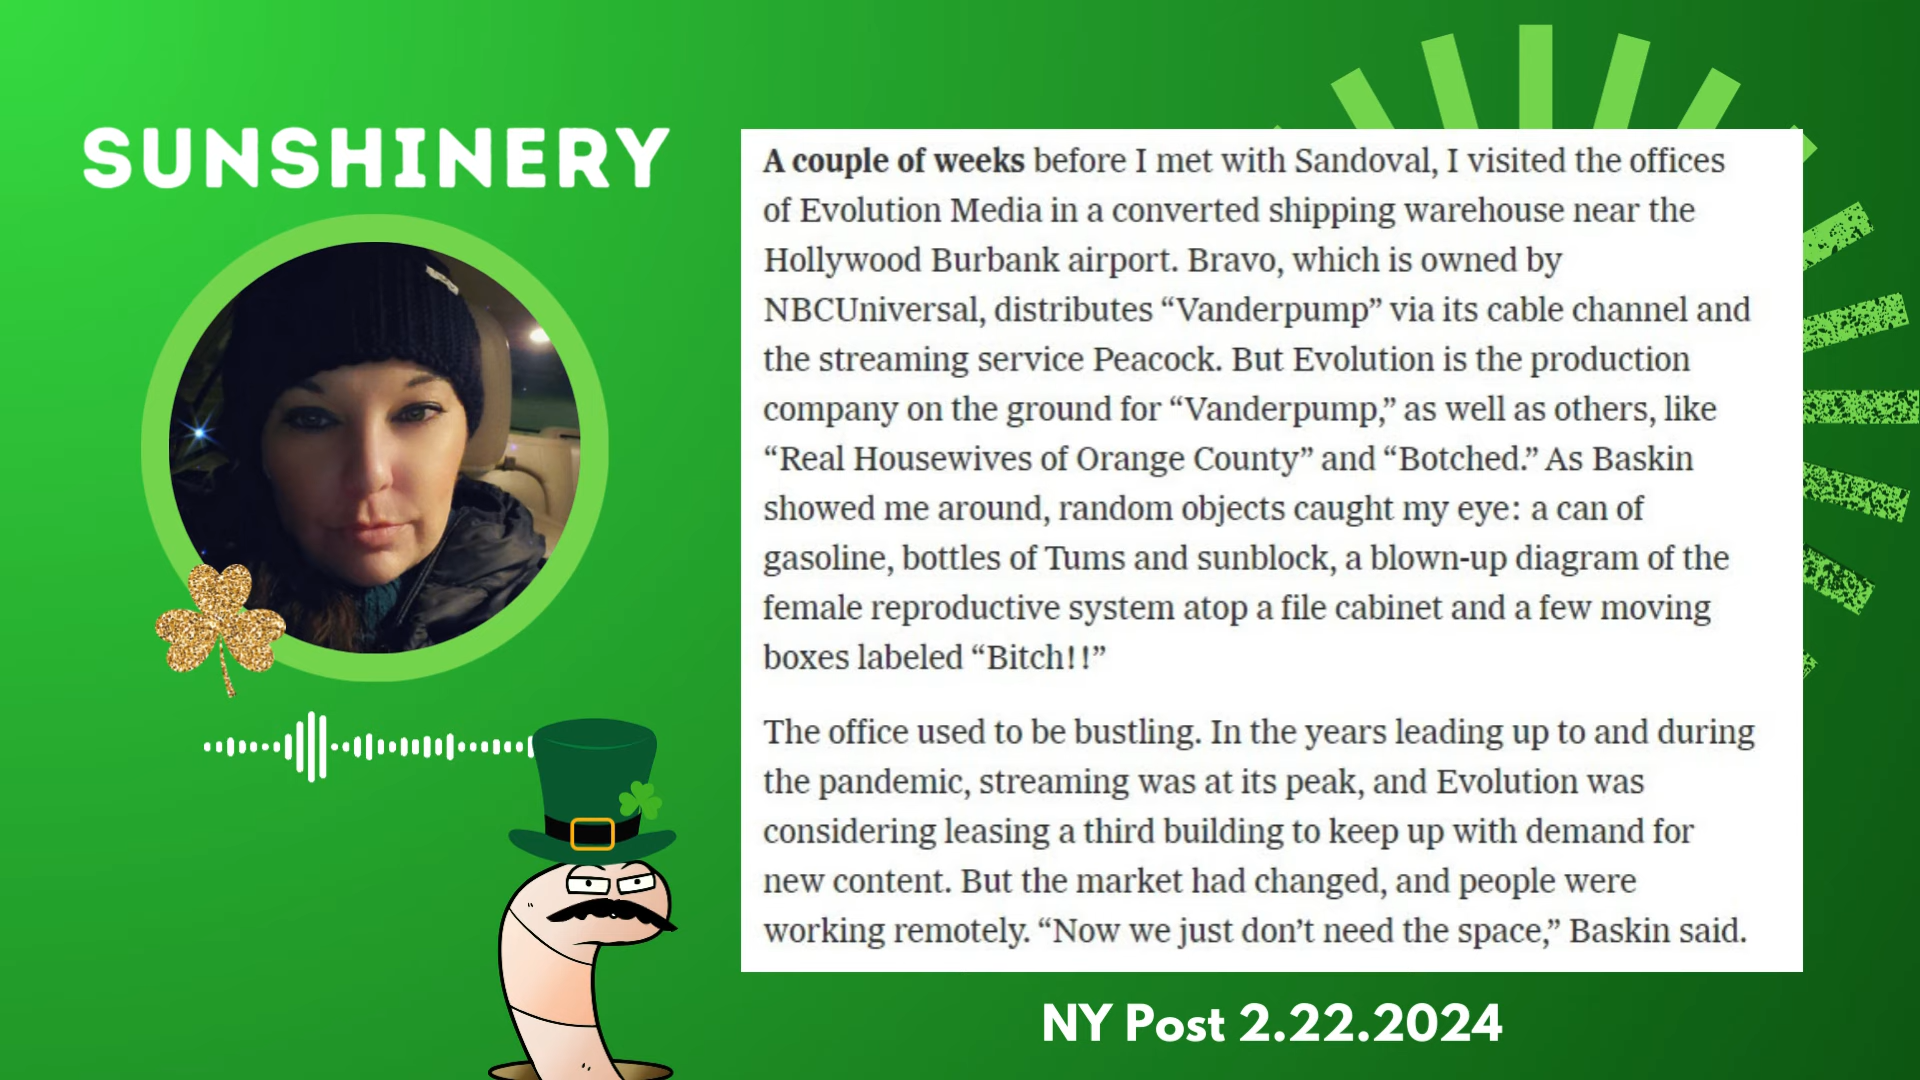 SUNSHINERY
A couple of weeks before I met with Sandoval, I visited the offices
of Evolution Media in a converted shipping warehouse near the
Hollywood Burbank airport. Bravo, which is owned by
NBCUniversal, distributes “Vanderpump” via its cable channel and
the streaming service Peacock. But Evolution is the production
company on the ground for “Vanderpump,” as well as others, like
“Real Housewives of Orange County” and “Botched.” As Baskin
showed me around, random objects caught my eye: a can of
gasoline, bottles of Tums and sunblock, a blown-up diagram of the
female reproductive system atop a file cabinet and a few moving
boxes labeled “Bitch!!”
The office used to be bustling. In the years leading up to and during
the pandemic, streaming was at its peak, and Evolution was
considering leasing a third building to keep up with demand for
new content. But the market had changed, and people were
working remotely. “Now we just don’t need the space,” Baskin said.
NY Post 2.22.2024